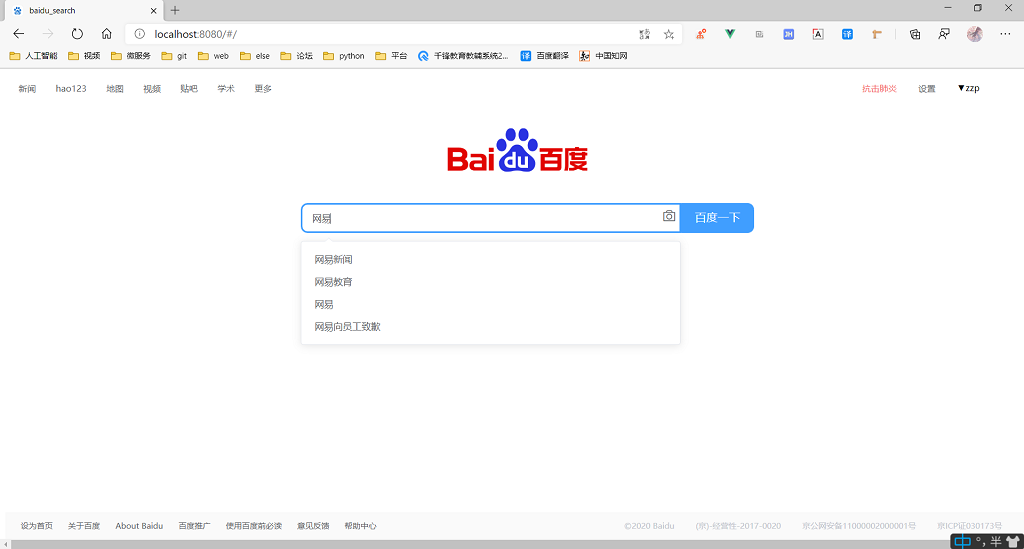 baidu_search
localhost:8080/#/
人工智能 视频 微服务 git web else 论坛 python 平台 千锋教育教辅系统2... 百度翻译 中国知网
新闻 hao123 地图 视频 贴吧 学术 更多 抗击肺炎 设置 ▼zzp
Bai du 百度
网易 百度一下
网易新闻
网易教育
网易
网易向员工致歉
设为首页 关于百度 About Baidu 百度推广 使用百度前必读 意见反馈 帮助中心 ©2020 Baidu (京)-经营性-2017-0020 京公网安备11000002000001号 京ICP证030173号
中 °, 半